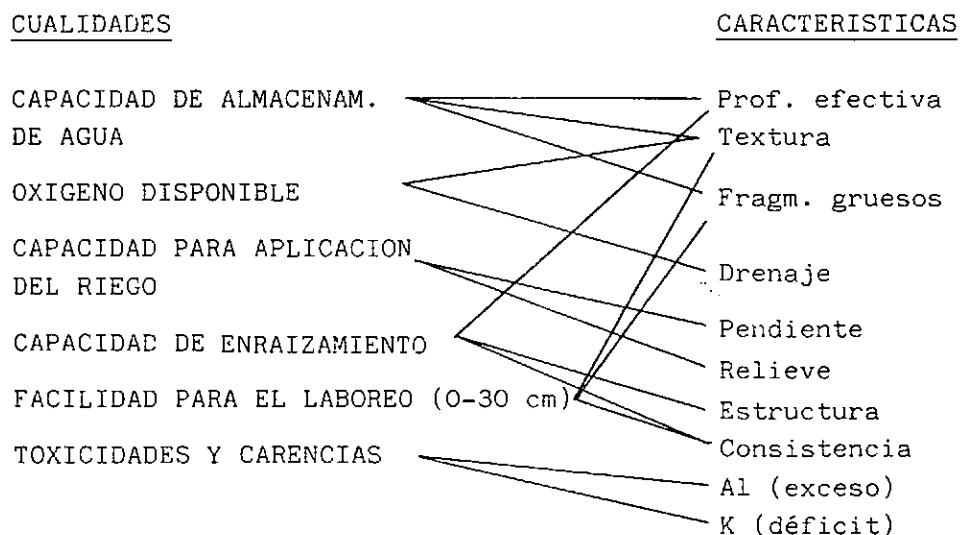 CUALIDADES
CAPACIDAD DE ALMACENAM.
DE AGUA
OXIGENO DISPONIBLE
CAPACIDAD PARA APLICACION
DEL RIEGO
CAPACIDAD DE ENRAIZAMIENTO
FACILIDAD PARA EL LABOREO (0-30 cm)
TOXICIDADES Y CARENCIAS
CARACTERISTICAS
Prof. efectiva
Textura
Fragm. gruesos
Drenaje
Pendiente
Relieve
Estructura
Consistencia
Al (exceso)
K (déficit)